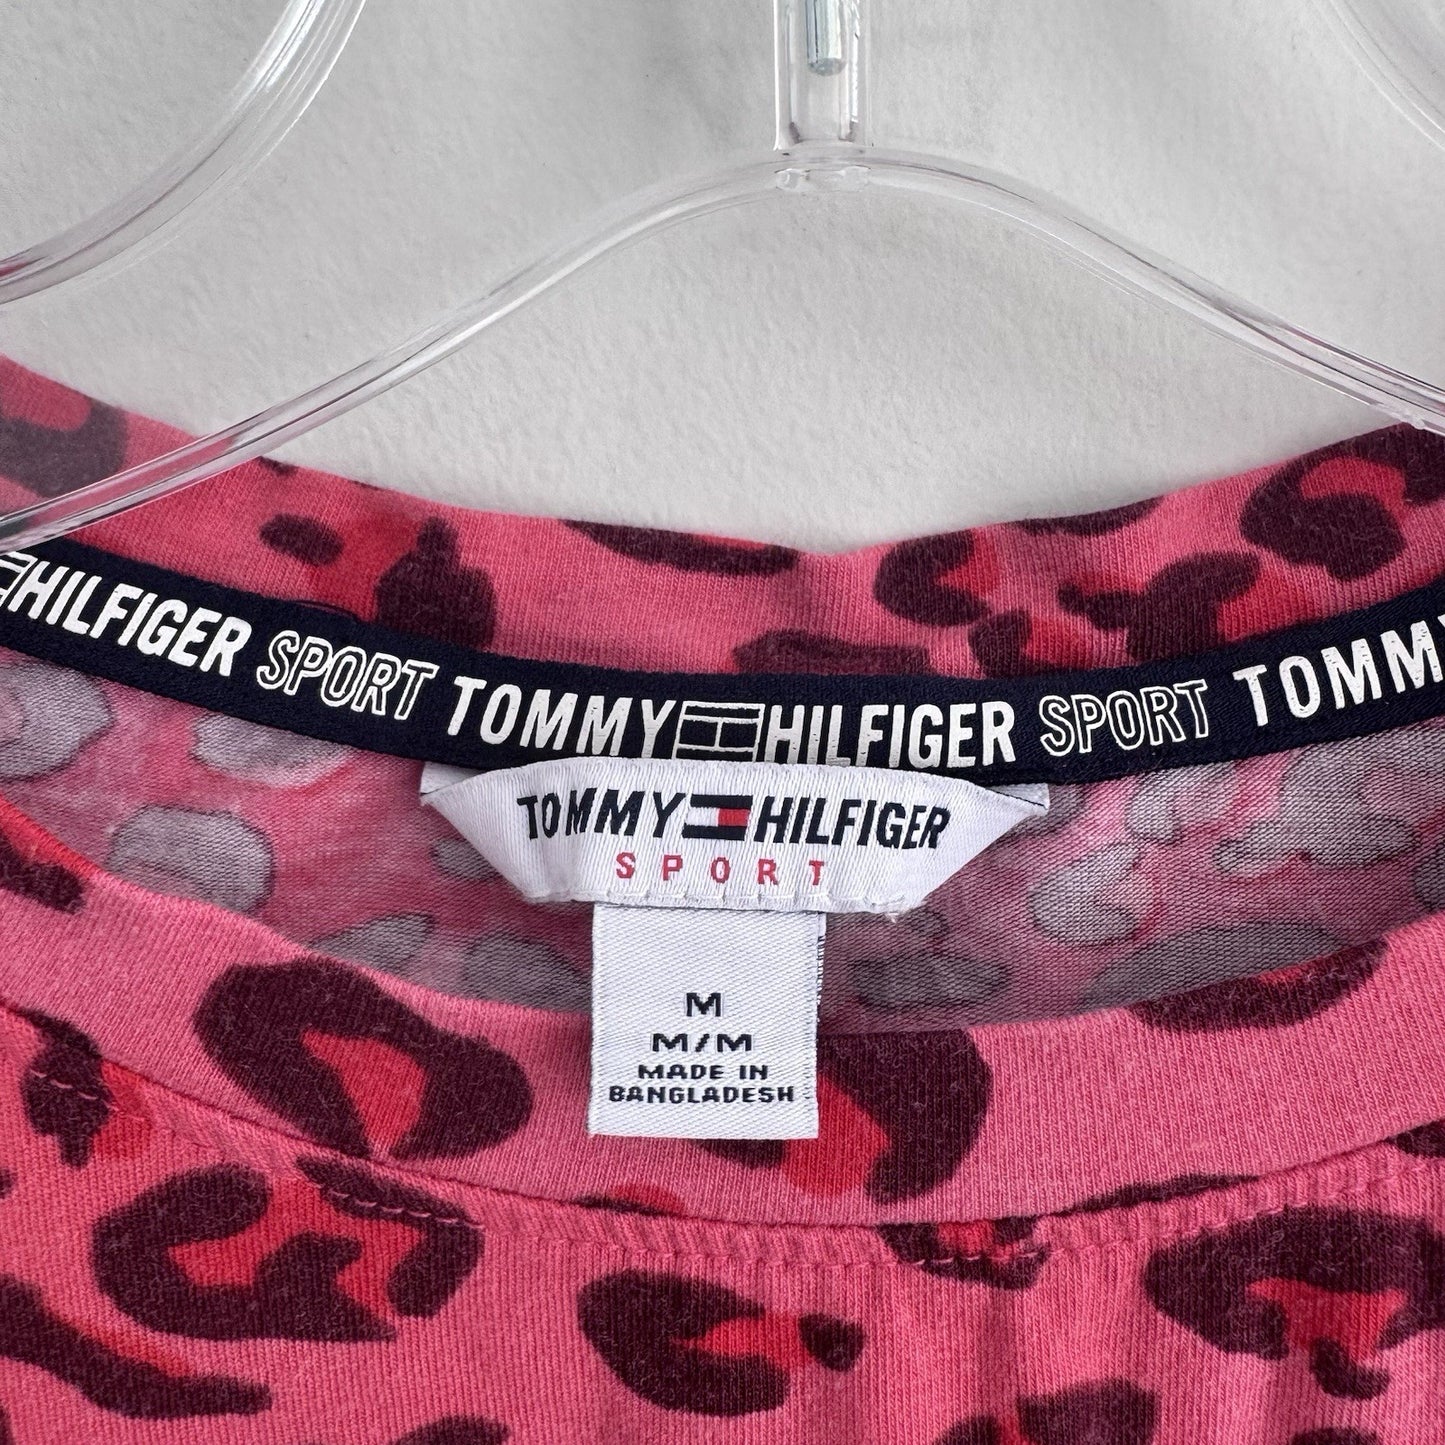 HILFIGER SPORT TOMMY HILFIGER SPORT TOMMY
TOMMY HILFIGER
SPORT
M
M/M
MADE IN
BANGLADESH